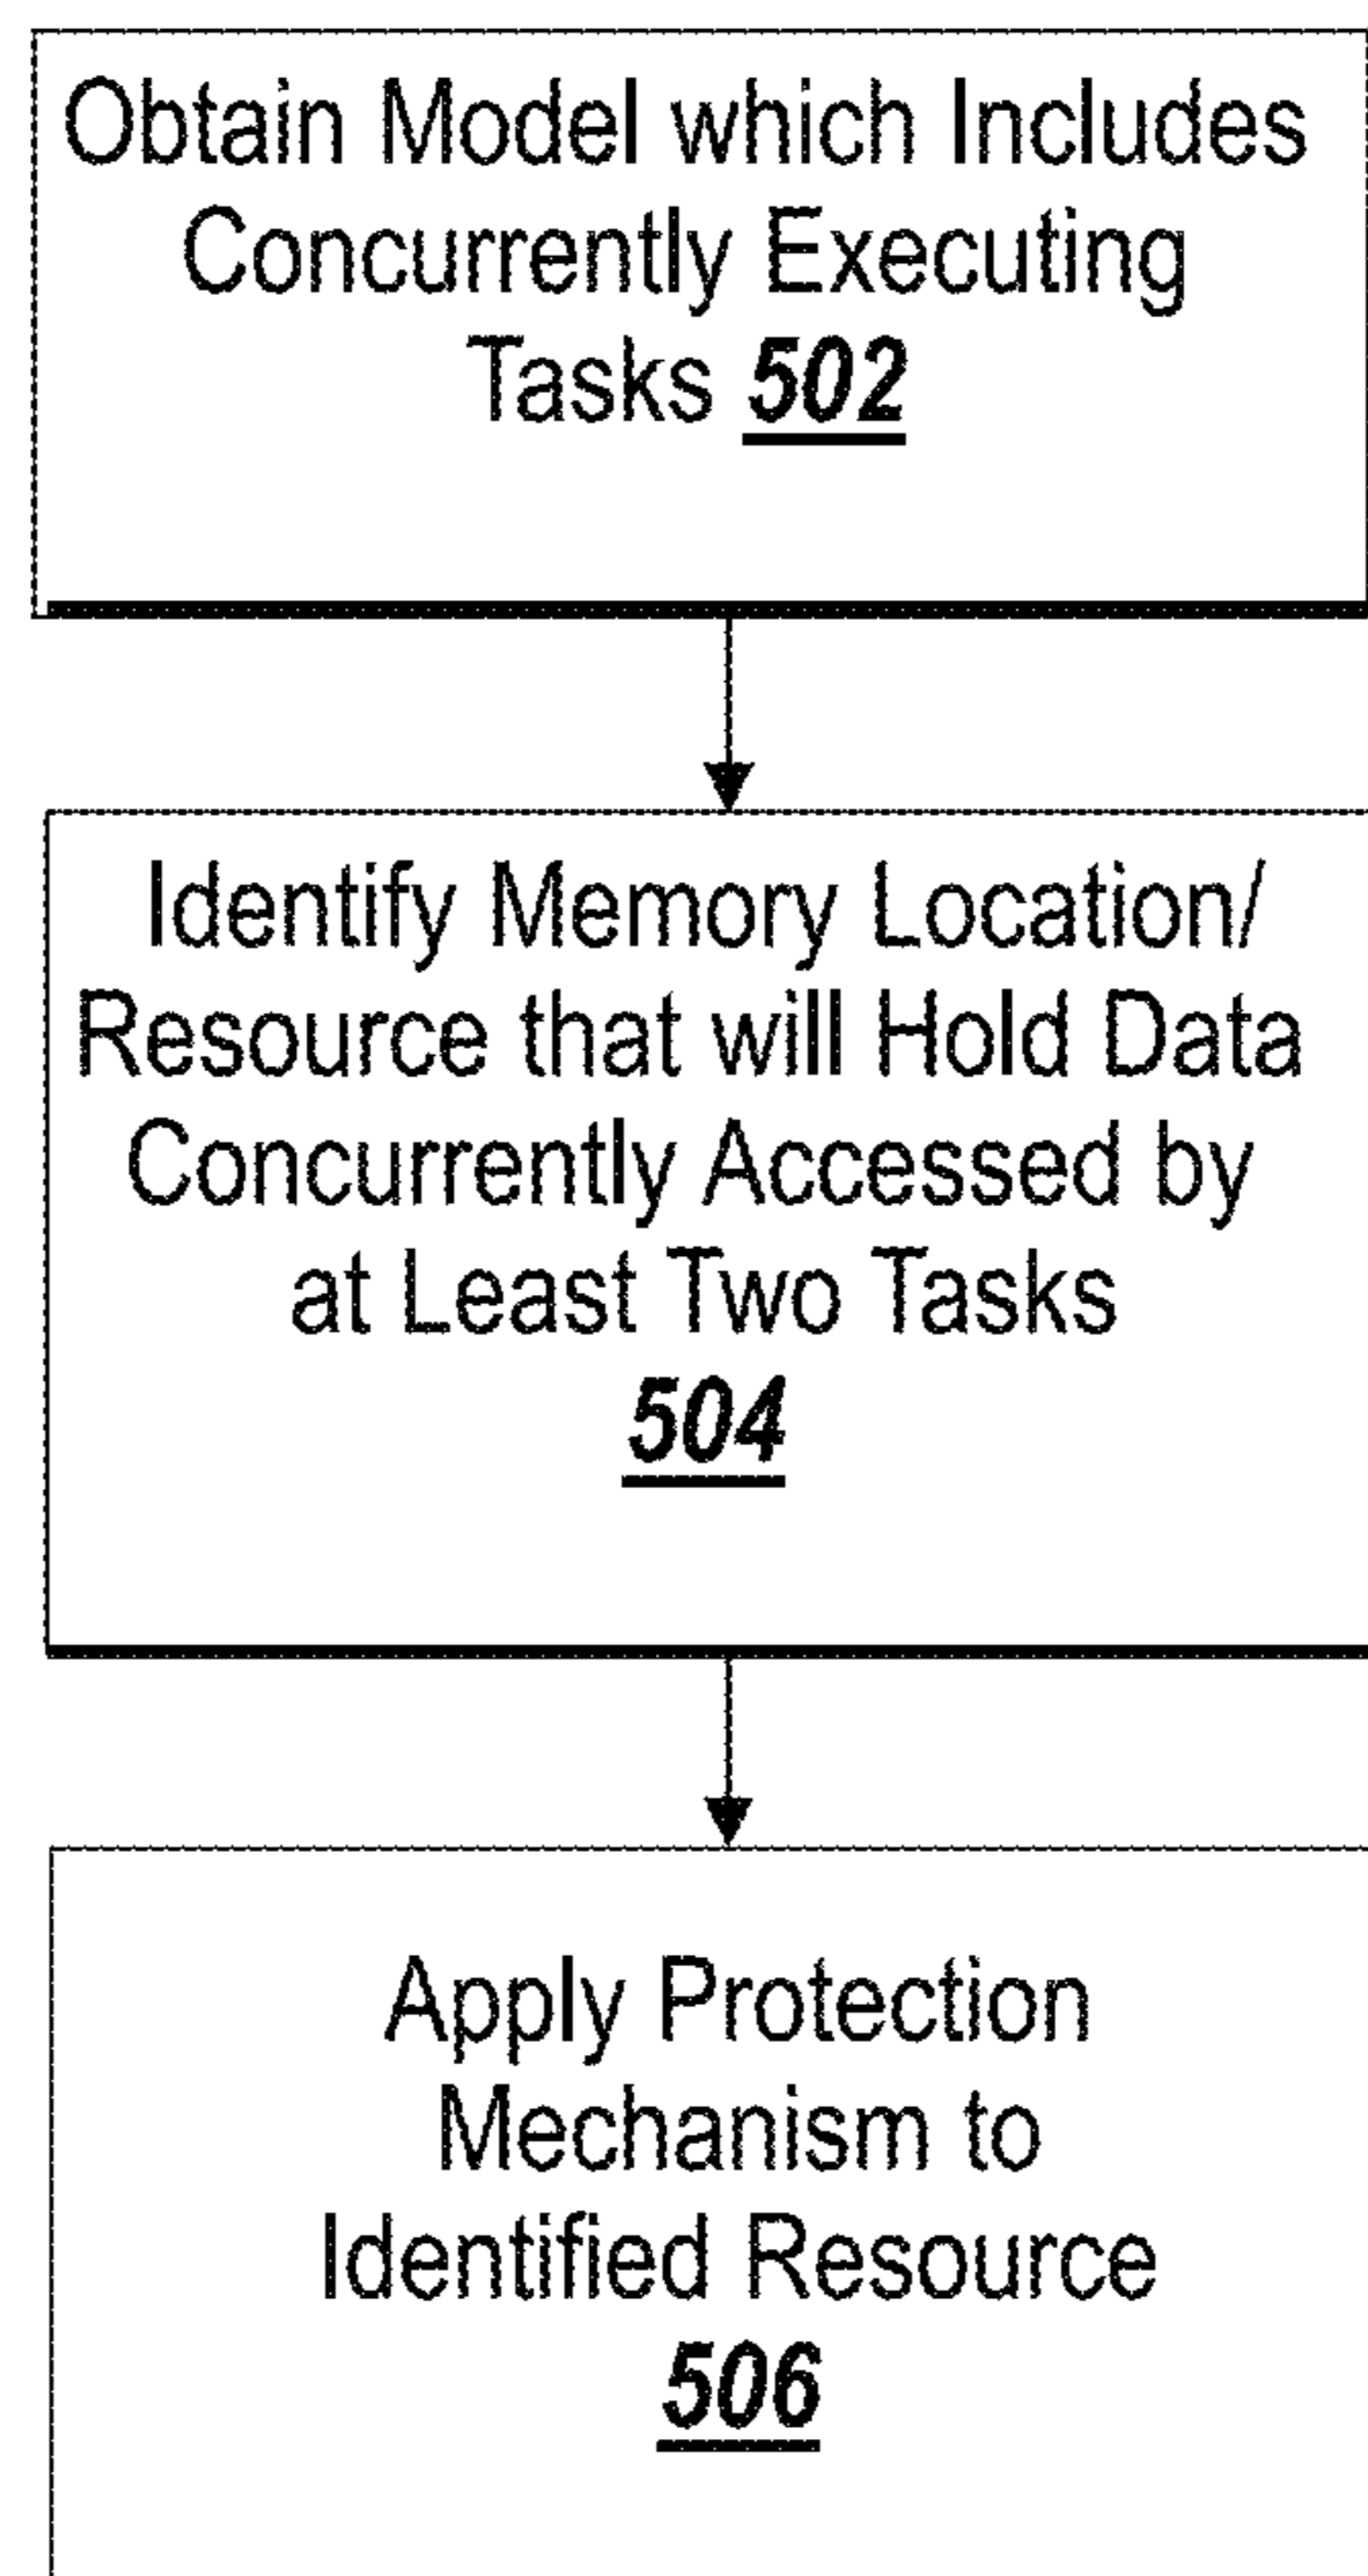 Obtain Model which Includes
Concurrently Executing
Tasks 502
Identify Memory Location/
Resource that will Hold Data
Concurrently Accessed by
at Least Two Tasks
504
Apply Protection
Mechanism to
Identified Resource
506